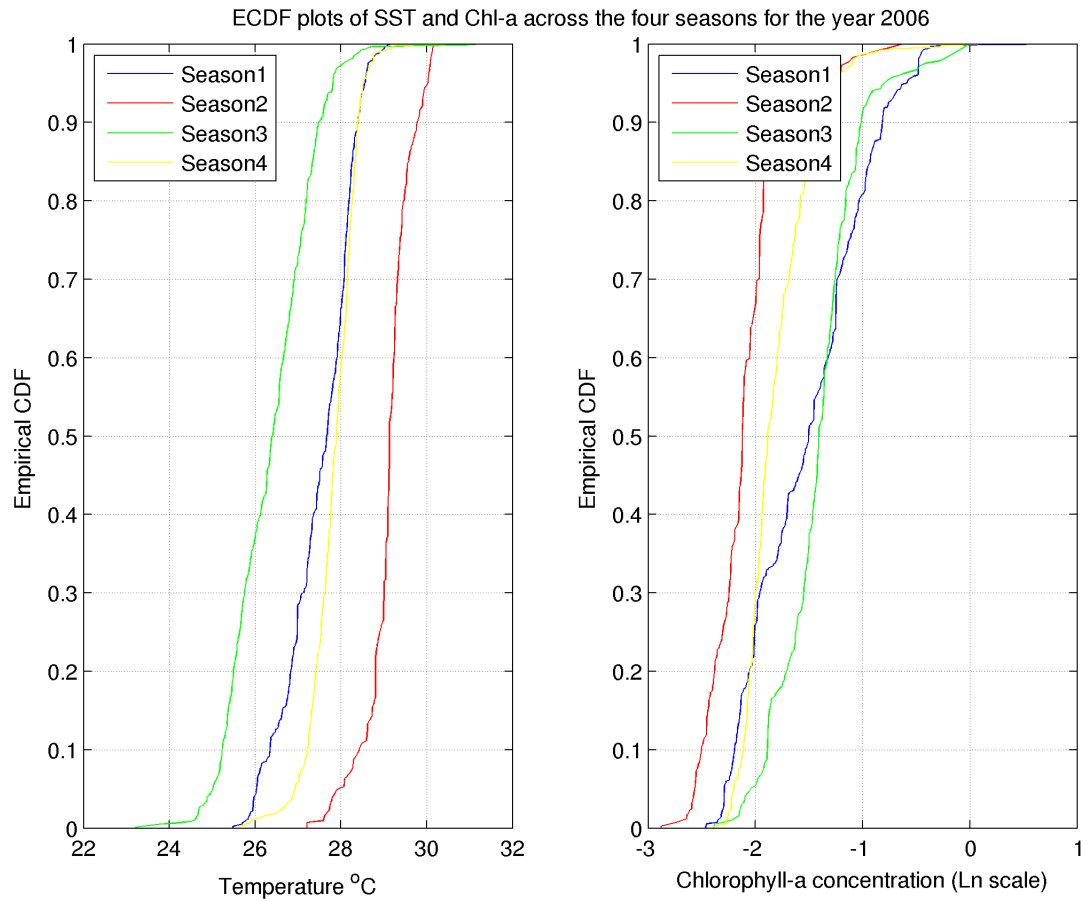 ECDF plots of SST and Chl-a across the four seasons for the year 2006
Empirical CDF
1
0.9
0.8
0.7
0.6
0.5
0.4
0.3
0.2
0.1
0
Season1
Season2
Season3
Season4
22 24 26 28 30 32
Temperature °C
Empirical CDF
1
0.9
0.8
0.7
0.6
0.5
0.4
0.3
0.2
0.1
0
Season1
Season2
Season3
Season4
-3 -2 -1 0 1
Chlorophyll-a concentration (Ln scale)